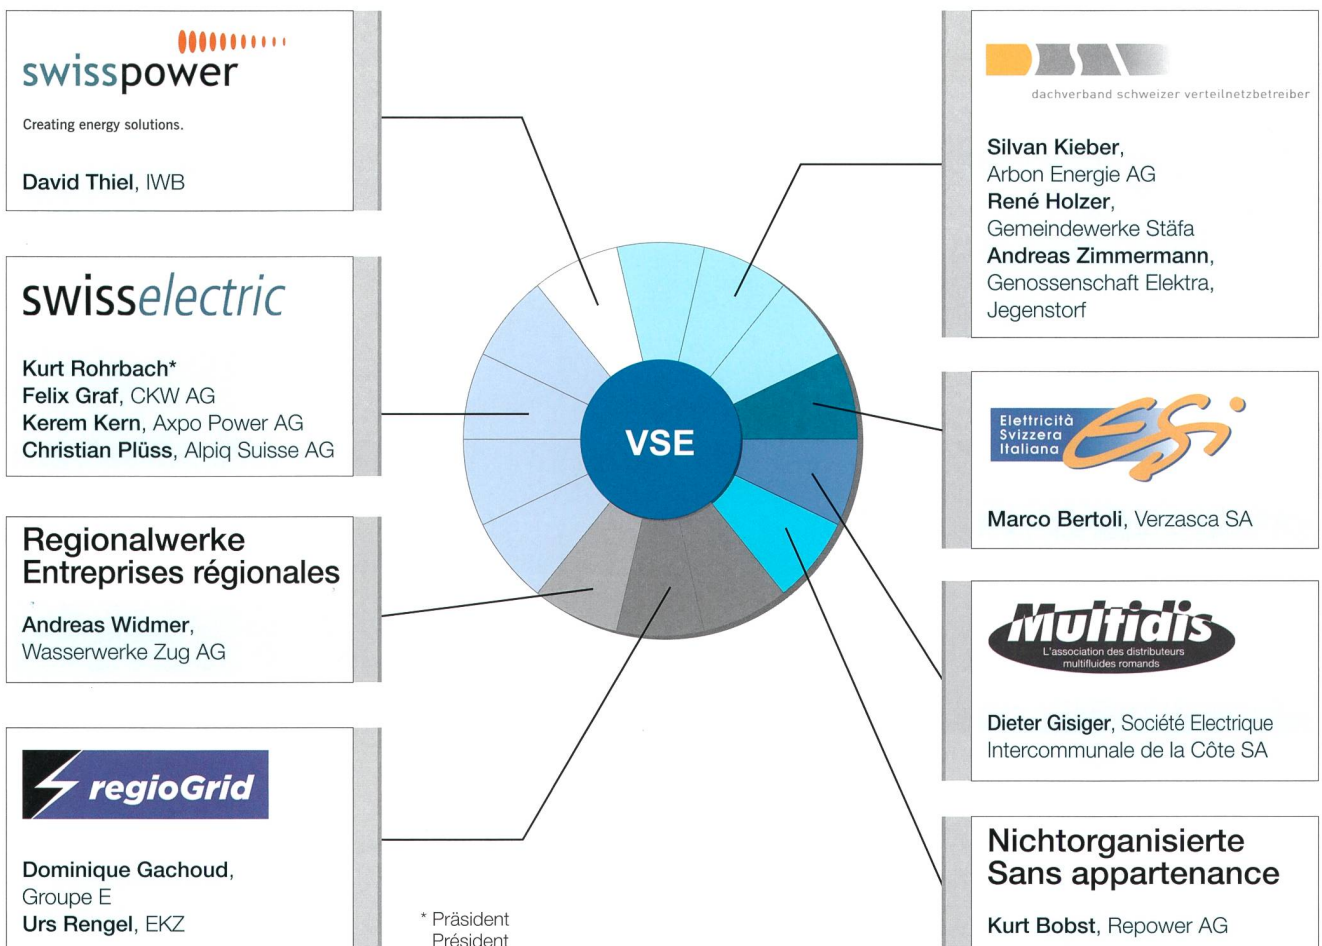 swisspower
Creating energy solutions.
David Thiel, IWB
swisselectric
Kurt Rohrbach*
Felix Graf, CKW AG
Kerem Kern, Axpo Power AG
Christian Plüss, Alpiq Suisse AG
Regionalwerke
Entreprises régionales
Andreas Widmer,
Wasserwerke Zug AG
regioGrid
Dominique Gachoud,
Groupe E
Urs Rengel, EKZ
VSE
* Präsident
Président
dachverband schweizer verteilnetzbetreiber
Silvan Kieber,
Arbon Energie AG
René Holzer,
Gemeindewerke Stäfa
Andreas Zimmermann,
Genossenschaft Elektra,
Jegenstorf
Elettricità
Svizzera
Italiana
ESi
Marco Bertoli, Verzasca SA
Multidis
L'association des distributeurs
multifluides romands
Dieter Gisiger, Société Electrique
Intercommunale de la Côte SA
Nichtorganisierte
Sans appartenance
Kurt Bobst, Repower AG